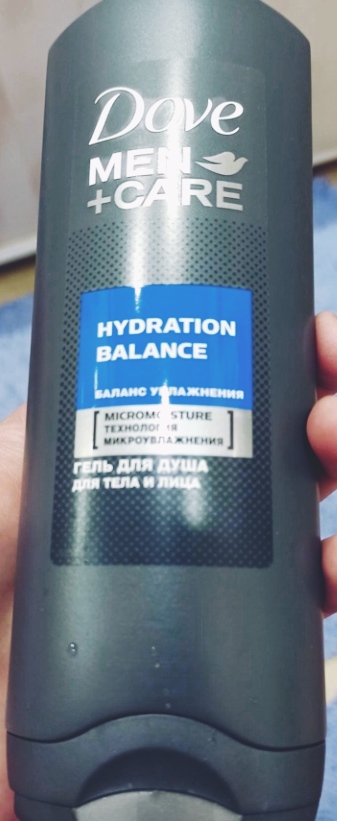 Dove
MEN
+CARE
HYDRATION
BALANCE
БАЛАНС УВЛАЖНЕНИЯ
[MICROMOISTURE
ТЕХНОЛОГИЯ
МИКРОУВЛАЖНЕНИЯ]
ГЕЛЬ ДЛЯ ДУША
ДЛЯ ТЕЛА И ЛИЦА